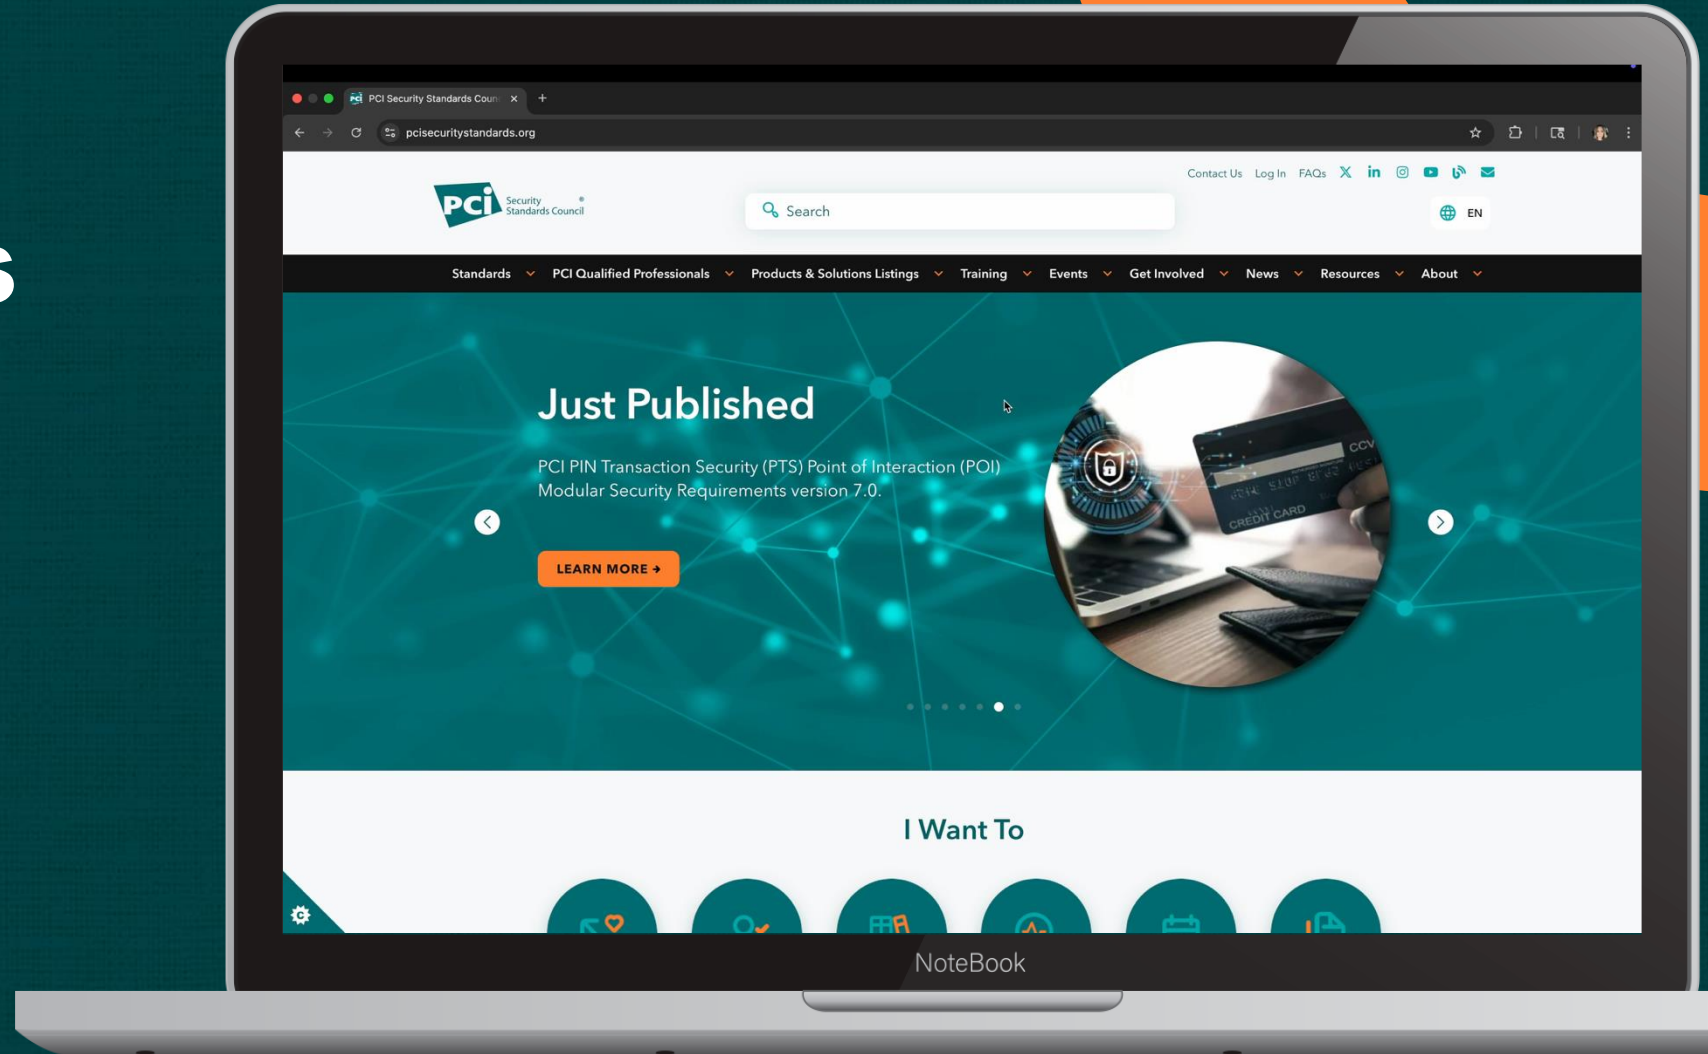 s
PCI Security Standards Coun
pcisecuritystandards.org
Contact Us Log In FAQs
PCI Security Standards Council ®
Search
EN
Standards PCI Qualified Professionals Products & Solutions Listings Training Events Get Involved News Resources About
Just Published
PCI PIN Transaction Security (PTS) Point of Interaction (POI)
Modular Security Requirements version 7.0.
LEARN MORE
CCV
AUTHORIZED SIGNATURE
CREDIT CARD
I Want To
NoteBook